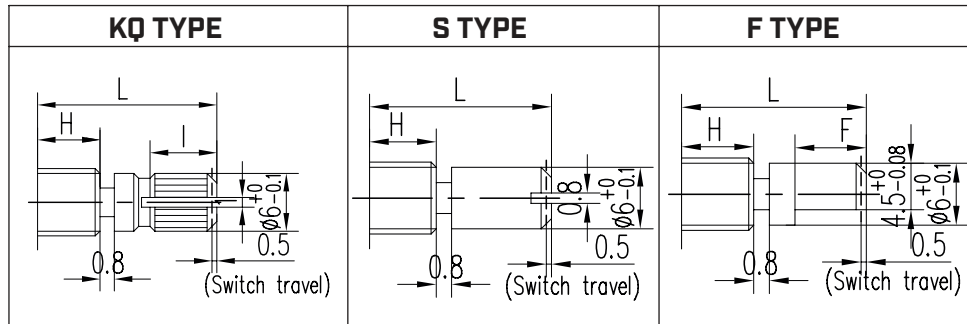 KQ TYPE
S TYPE
F TYPE
L
H
I
ø6+0-0.1
0.8
0.5
(Switch travel)
L
H
0.8
ø6+0-0.1
0.8
0.5
(Switch travel)
L
H
F
4.5+0-0.08
ø6+0-0.1
0.8
0.5
(Switch travel)